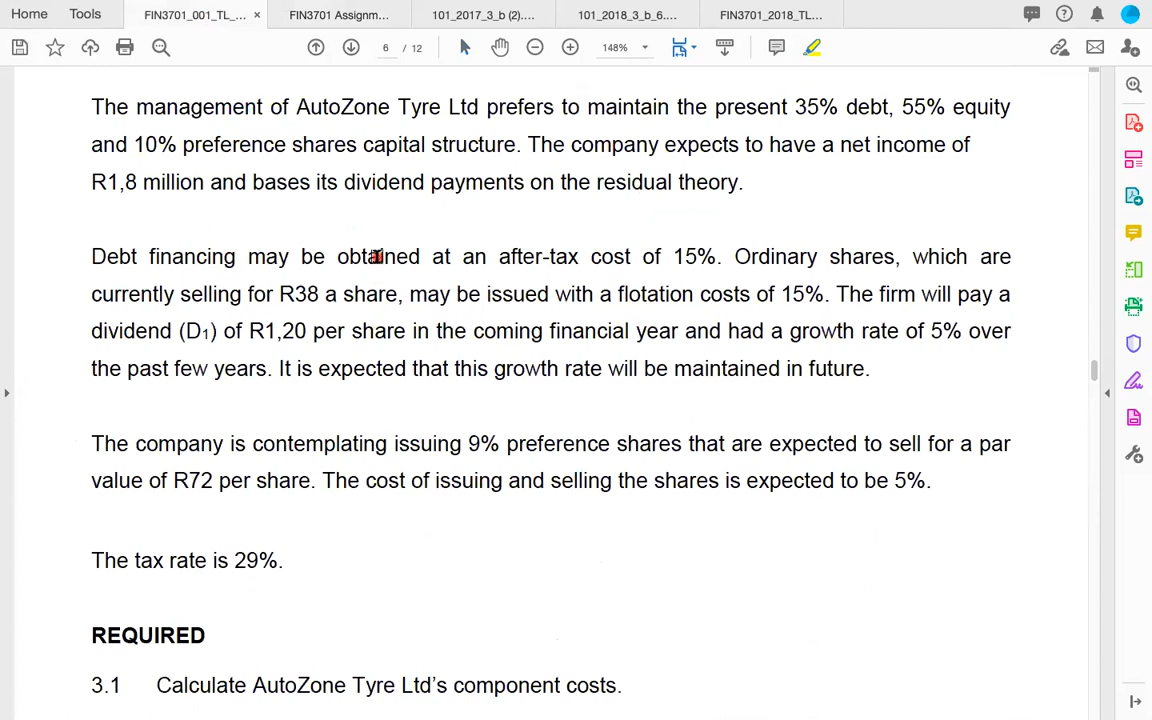 Home Tools FIN3701_001_TL_... × FIN3701 Assignm... 101_2017_3_b (2).... 101_2018_3_b_6.... FIN3701_2018_TL...
6 / 12 148%
The management of AutoZone Tyre Ltd prefers to maintain the present 35% debt, 55% equity
and 10% preference shares capital structure. The company expects to have a net income of
R1,8 million and bases its dividend payments on the residual theory.
Debt financing may be obtained at an after-tax cost of 15%. Ordinary shares, which are
currently selling for R38 a share, may be issued with a flotation costs of 15%. The firm will pay a
dividend (D₁) of R1,20 per share in the coming financial year and had a growth rate of 5% over
the past few years. It is expected that this growth rate will be maintained in future.
The company is contemplating issuing 9% preference shares that are expected to sell for a par
value of R72 per share. The cost of issuing and selling the shares is expected to be 5%.
The tax rate is 29%.
REQUIRED
3.1 Calculate AutoZone Tyre Ltd's component costs.